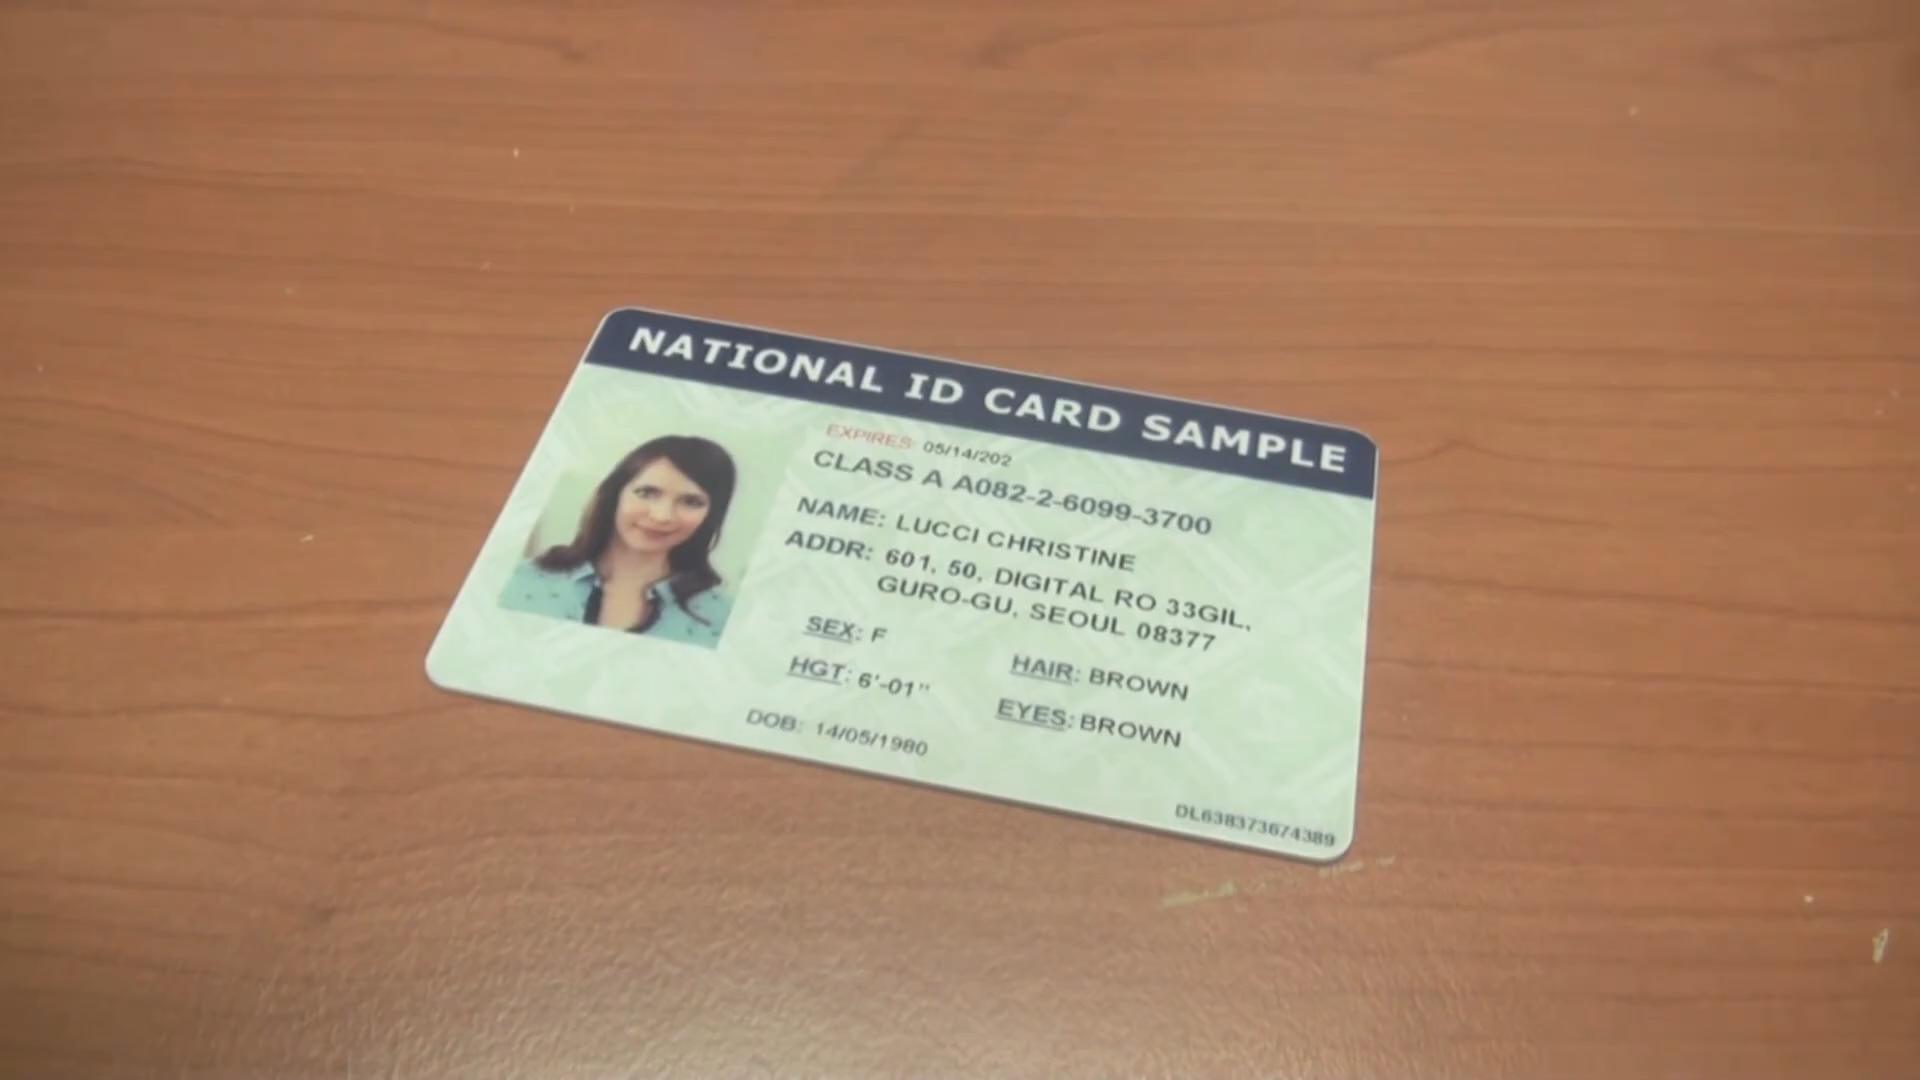 NATIONAL ID CARD SAMPLE
EXPIRES: 05/14/202
CLASS A A082-2-6099-3700
NAME: LUCCI CHRISTINE
ADDR: 601, 50, DIGITAL RO 33GIL,
GURO-GU, SEOUL 08377
SEX: F
HAIR: BROWN
HGT: 6'-01"
EYES: BROWN
DOB: 14/05/1980
DL638373674389